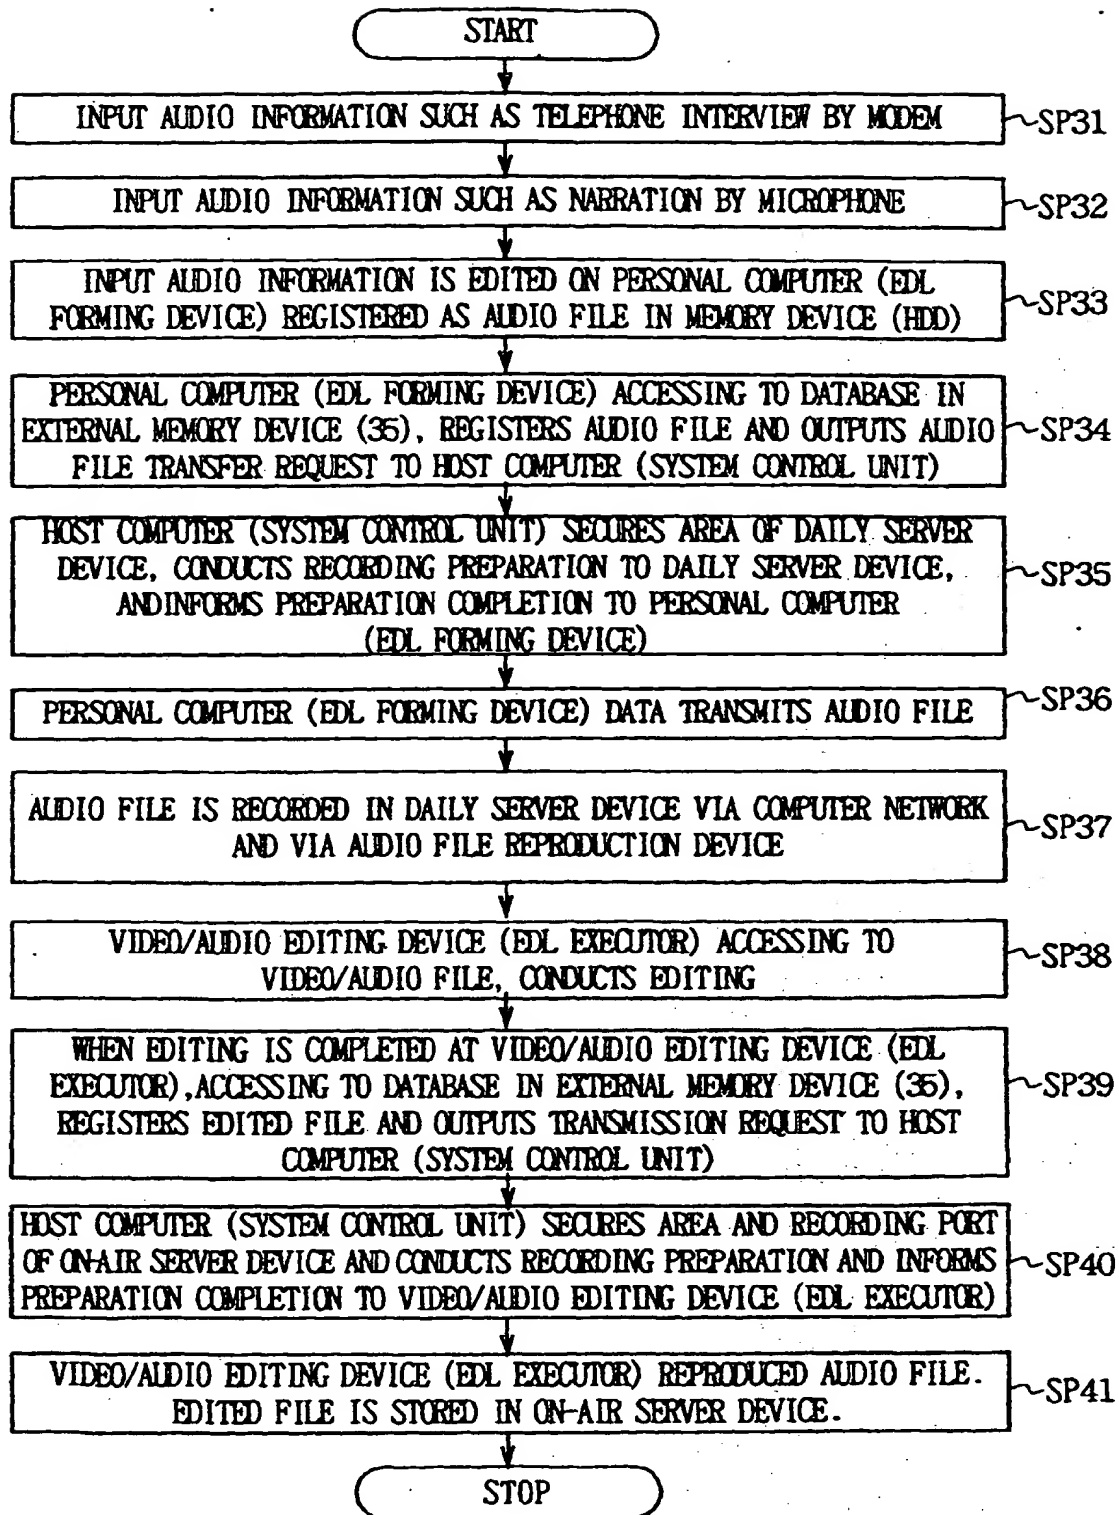 START
INPUT AUDIO INFORMATION SUCH AS TELEPHONE INTERVIEW BY MODEM
SP31
INPUT AUDIO INFORMATION SUCH AS NARRATION BY MICROPHONE
SP32
INPUT AUDIO INFORMATION IS EDITED ON PERSONAL COMPUTER (EDL
FORMING DEVICE) REGISTERED AS AUDIO FILE IN MEMORY DEVICE (HDD)
SP33
PERSONAL COMPUTER (EDL FORMING DEVICE) ACCESSING TO DATABASE IN
EXTERNAL MEMORY DEVICE (35), REGISTERS AUDIO FILE AND OUTPUTS AUDIO
FILE TRANSFER REQUEST TO HOST COMPUTER (SYSTEM CONTROL UNIT)
SP34
HOST COMPUTER (SYSTEM CONTROL UNIT) SECURES AREA OF DAILY SERVER
DEVICE, CONDUCTS RECORDING PREPARATION TO DAILY SERVER DEVICE,
ANDINFORMS PREPARATION COMPLETION TO PERSONAL COMPUTER
(EDL FORMING DEVICE)
SP35
PERSONAL COMPUTER (EDL FORMING DEVICE) DATA TRANSMITS AUDIO FILE
SP36
AUDIO FILE IS RECORDED IN DAILY SERVER DEVICE VIA COMPUTER NETWORK
AND VIA AUDIO FILE REPRODUCTION DEVICE
SP37
VIDEO/AUDIO EDITING DEVICE (EDL EXECUTOR) ACCESSING TO
VIDEO/AUDIO FILE, CONDUCTS EDITING
SP38
WHEN EDITING IS COMPLETED AT VIDEO/AUDIO EDITING DEVICE (EDL
EXECUTOR),ACCESSING TO DATABASE IN EXTERNAL MEMORY DEVICE (35),
REGISTERS EDITED FILE AND OUTPUTS TRANSMISSION REQUEST TO HOST
COMPUTER (SYSTEM CONTROL UNIT)
SP39
HOST COMPUTER (SYSTEM CONTROL UNIT) SECURES AREA AND RECORDING PORT
OF ON-AIR SERVER DEVICE AND CONDUCTS RECORDING PREPARATION AND INFORMS
PREPARATION COMPLETION TO VIDEO/AUDIO EDITING DEVICE (EDL EXECUTOR)
SP40
VIDEO/AUDIO EDITING DEVICE (EDL EXECUTOR) REPRODUCED AUDIO FILE.
EDITED FILE IS STORED IN ON-AIR SERVER DEVICE.
SP41
STOP